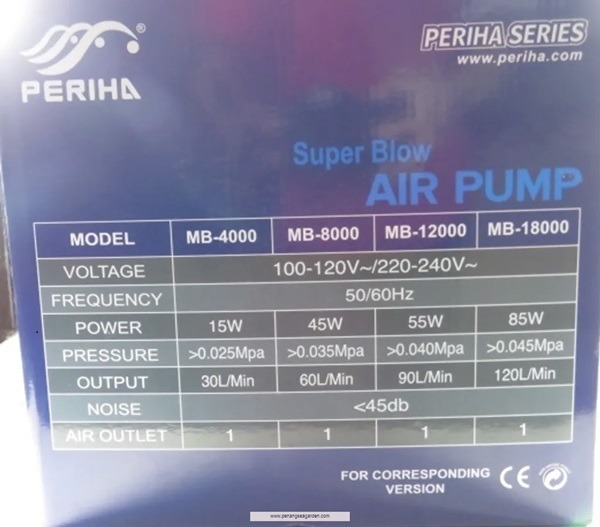 PERIHA
PERIHA SERIES
www.periha.com
Super Blow
AIR PUMP
MODEL MB-4000 MB-8000 MB-12000 MB-18000
VOLTAGE 100-120V~/220-240V~
FREQUENCY 50/60Hz
POWER 15W 45W 55W 85W
PRESSURE >0.025Mpa >0.035Mpa >0.040Mpa >0.045Mpa
OUTPUT 30L/Min 60L/Min 90L/Min 120L/Min
NOISE <45db
AIR OUTLET 1 1 1 1
FOR CORRESPONDING
VERSION
CE
www.penangseagarden.com